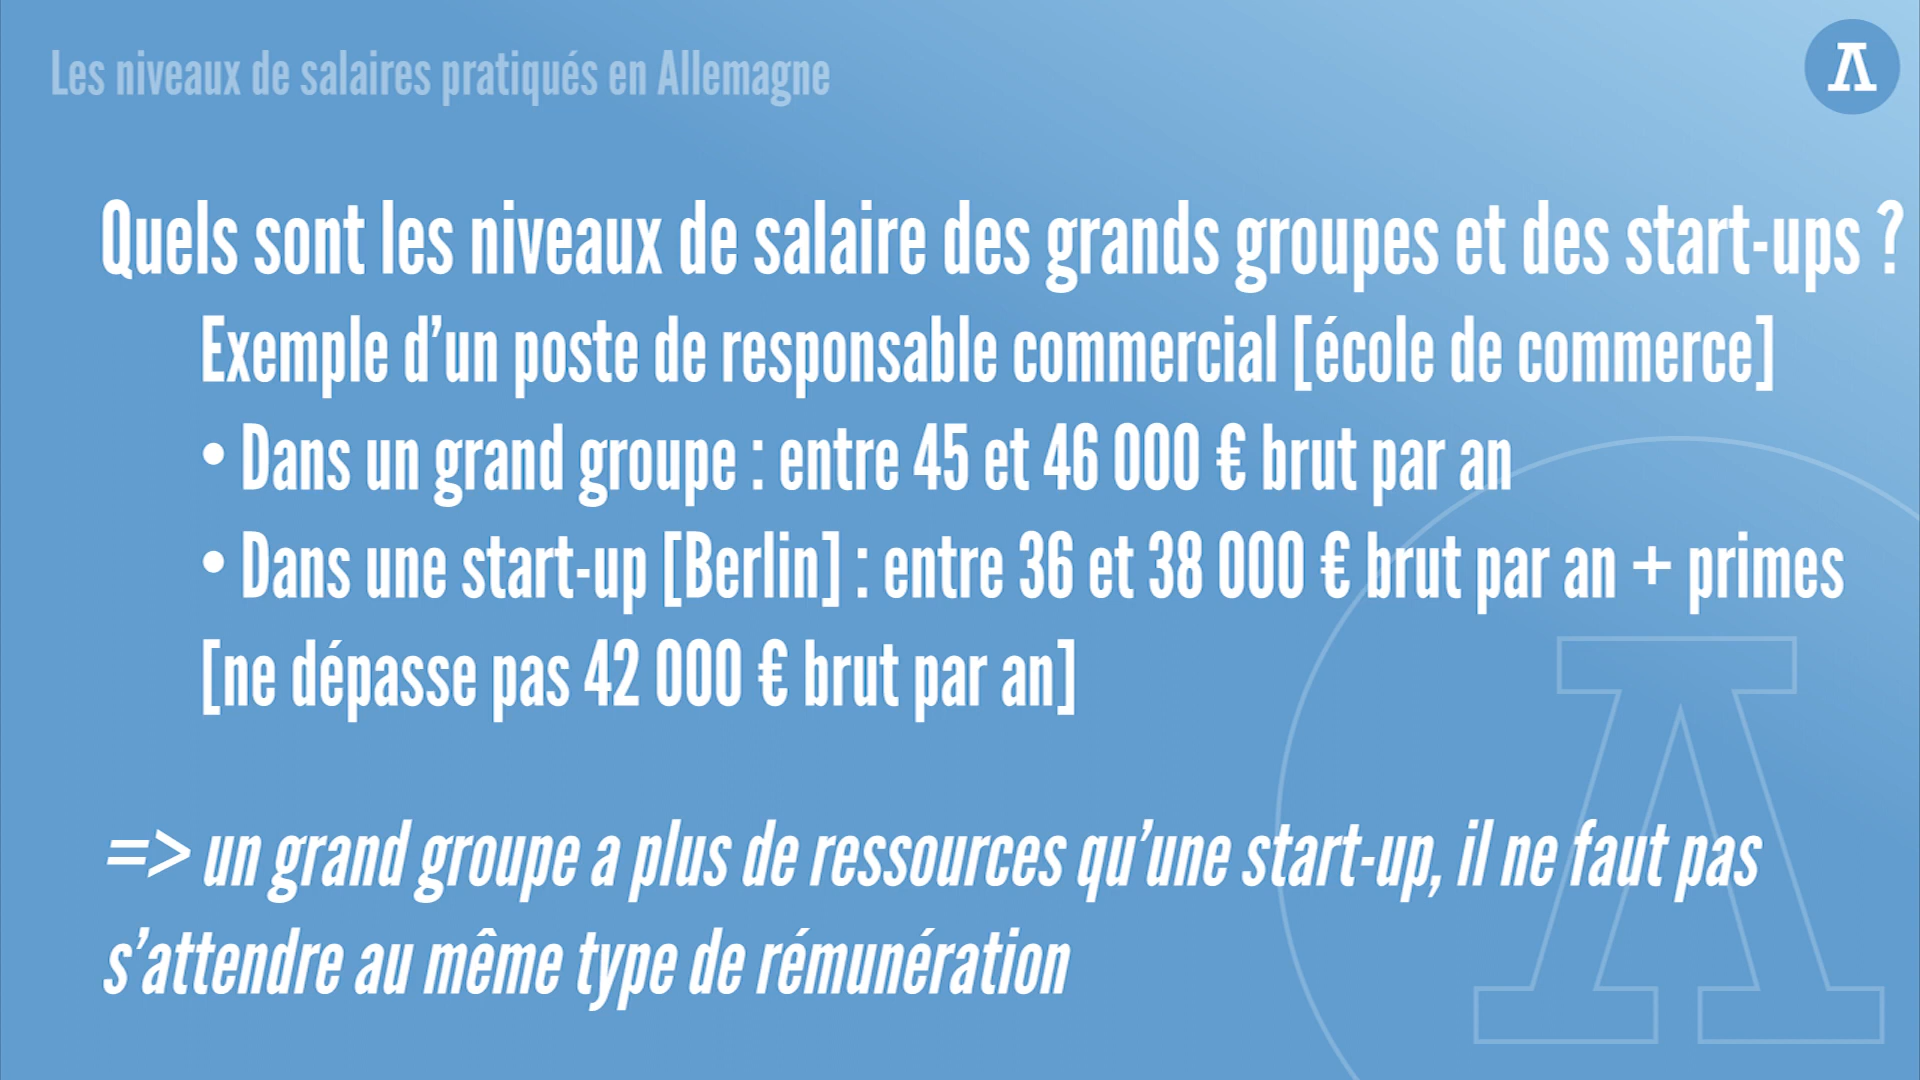 Les niveaux de salaires pratiqués en Allemagne
Quels sont les niveaux de salaire des grands groupes et des start-ups ?
Exemple d’un poste de responsable commercial [école de commerce]
• Dans un grand groupe : entre 45 et 46 000 € brut par an
• Dans une start-up [Berlin] : entre 36 et 38 000 € brut par an + primes
[ne dépasse pas 42 000 € brut par an]
=> un grand groupe a plus de ressources qu’une start-up, il ne faut pas
s’attendre au même type de rémunération